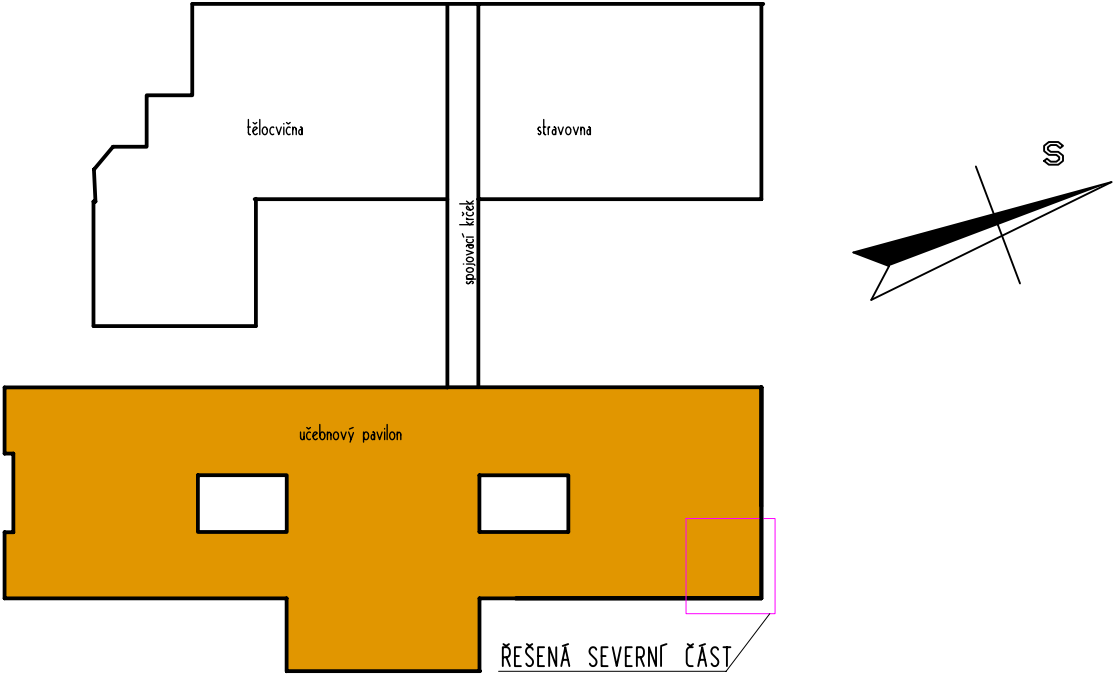 tělocvična
stravovna
S
spojovací krček
učebnový pavilon
ŘEŠENÁ SEVERNÍ ČÁST